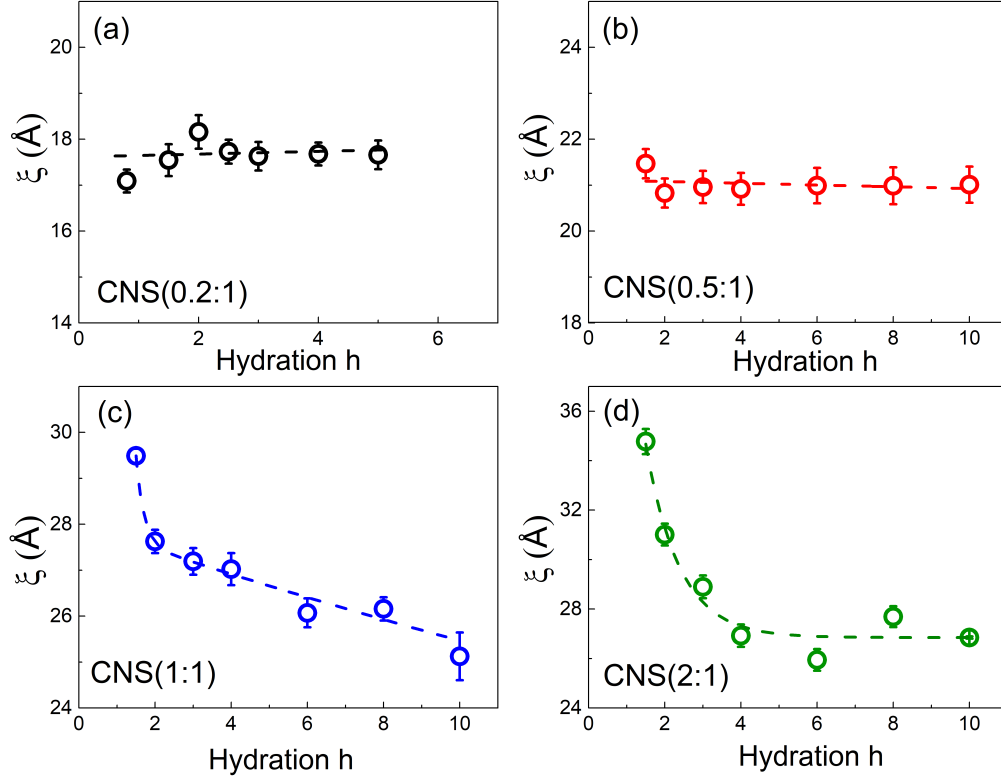 (a)
20
18
16
14
ξ (Å)
CNS(0.2:1)
0 2 4 6
Hydration h
(b)
24
22
20
18
ξ (Å)
CNS(0.5:1)
0 2 4 6 8 10
Hydration h
(c)
30
28
26
24
ξ (Å)
CNS(1:1)
0 2 4 6 8 10
Hydration h
(d)
36
32
28
24
ξ (Å)
CNS(2:1)
0 2 4 6 8 10
Hydration h